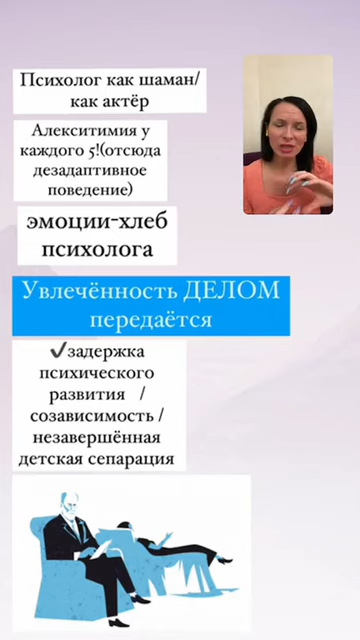 Психолог как шаман/
как актёр
Алекситимия у
каждого 5!(отсюда
дезадаптивное
поведение)
эмоции-хлеб
психолога
Увлечённость ДЕЛОМ
передаётся
✔задержка
психического
развития /
созависимость /
незавершённая
детская сепарация